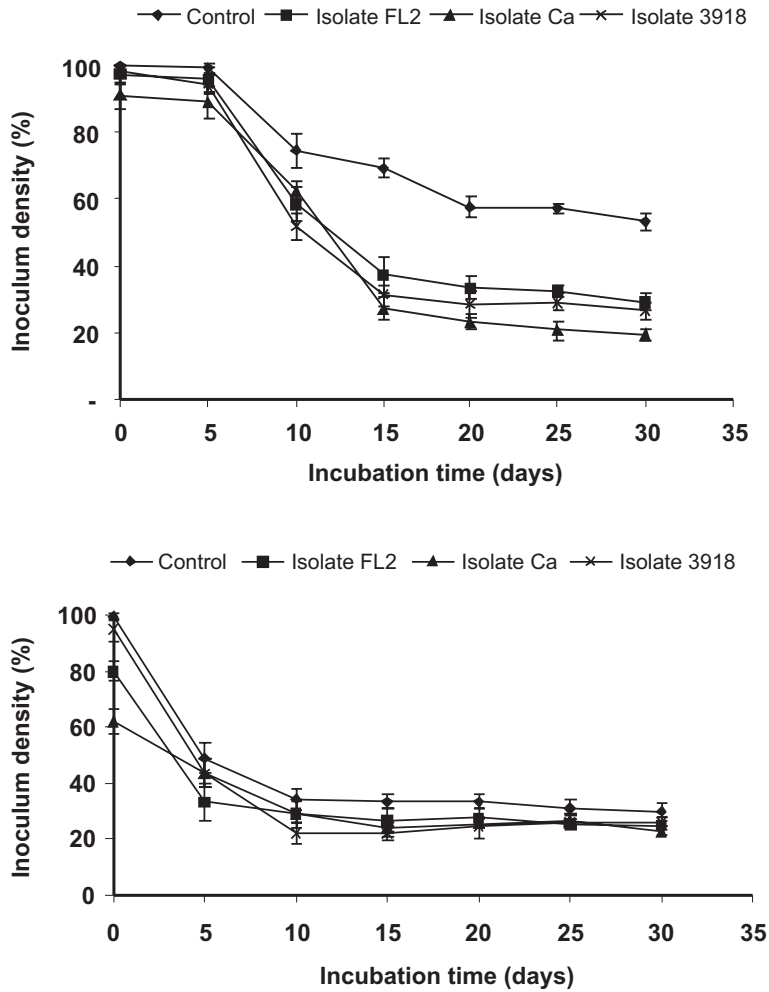 Control Isolate FL2 Isolate Ca Isolate 3918
Inoculum density (%)
100
80
60
40
20
-
0 5 10 15 20 25 30 35
Incubation time (days)
Control Isolate FL2 Isolate Ca Isolate 3918
Inoculum density (%)
100
80
60
40
20
0
0 5 10 15 20 25 30 35
Incubation time (days)